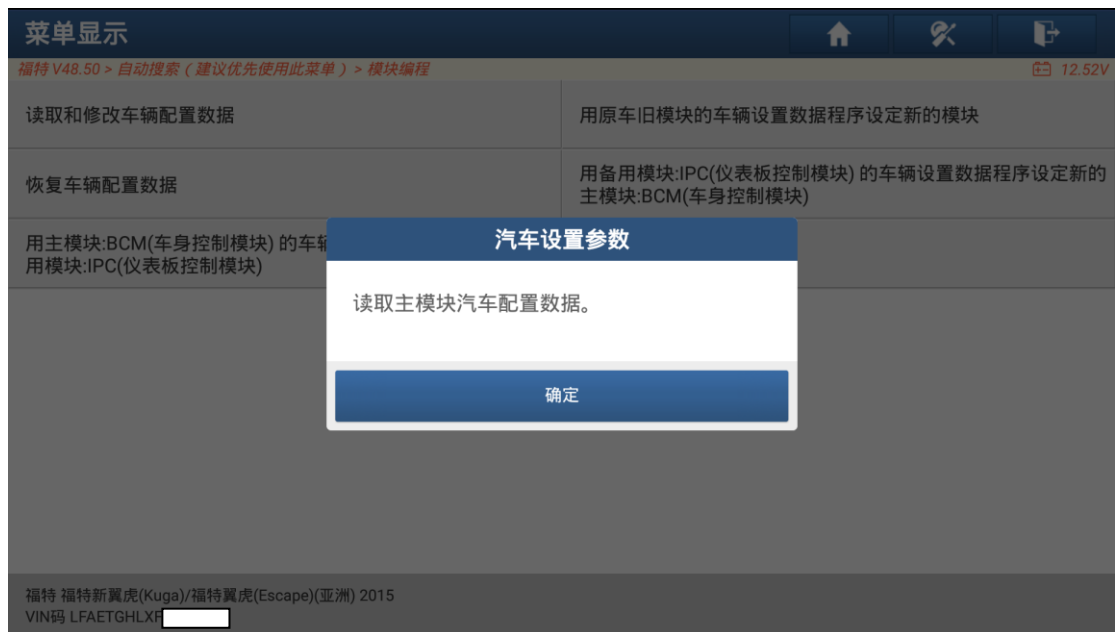 菜单显示
福特 V48.50 > 自动搜索（建议优先使用此菜单）> 模块编程
12.52V
读取和修改车辆配置数据
用原车旧模块的车辆设置数据程序设定新的模块
恢复车辆配置数据
用备用模块:IPC(仪表板控制模块) 的车辆设置数据程序设定新的
主模块:BCM(车身控制模块)
用主模块:BCM(车身控制模块) 的车辆
用模块:IPC(仪表板控制模块)
汽车设置参数
读取主模块汽车配置数据。
确定
福特 福特新翼虎(Kuga)/福特翼虎(Escape)(亚洲) 2015
VIN码 LFAETGHLXF